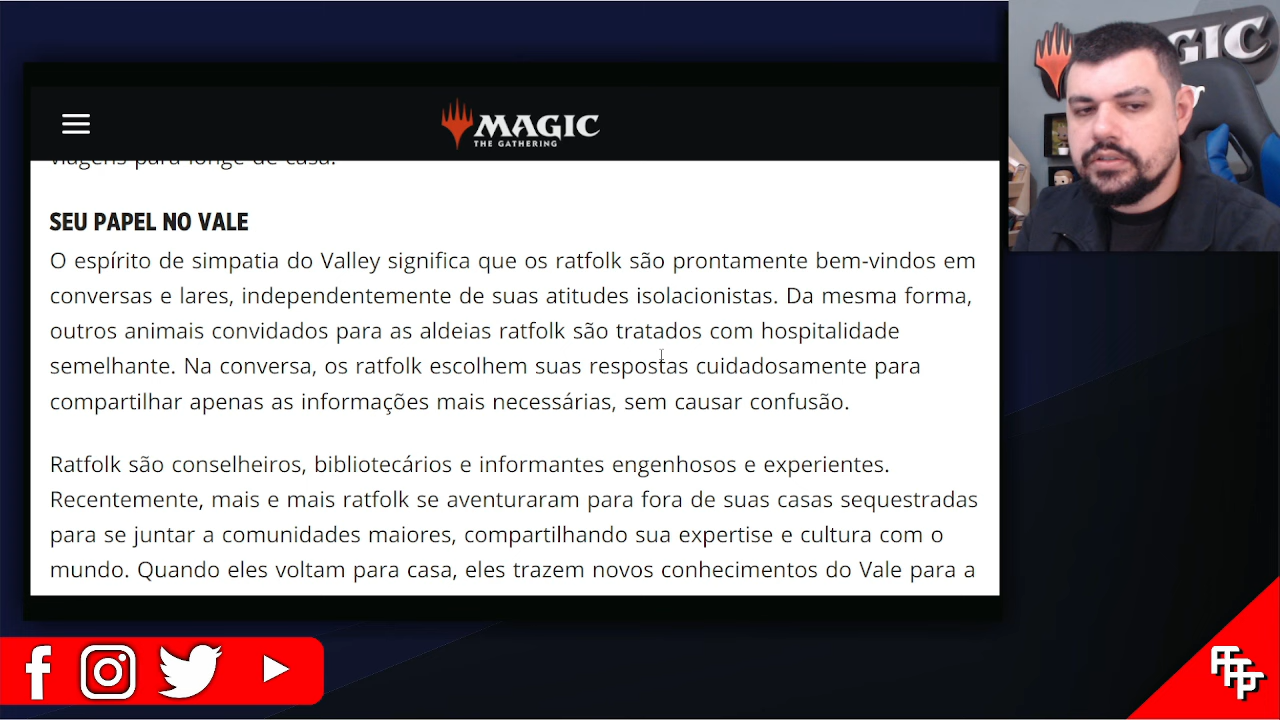 MAGIC
THE GATHERING
viagens para longe de casa.
SEU PAPEL NO VALE
O espírito de simpatia do Valley significa que os ratfolk são prontamente bem-vindos em
conversas e lares, independentemente de suas atitudes isolacionistas. Da mesma forma,
outros animais convidados para as aldeias ratfolk são tratados com hospitalidade
semelhante. Na conversa, os ratfolk escolhem suas respostas cuidadosamente para
compartilhar apenas as informações mais necessárias, sem causar confusão.
Ratfolk são conselheiros, bibliotecários e informantes engenhosos e experientes.
Recentemente, mais e mais ratfolk se aventuraram para fora de suas casas sequestradas
para se juntar a comunidades maiores, compartilhando sua expertise e cultura com o
mundo. Quando eles voltam para casa, eles trazem novos conhecimentos do Vale para a